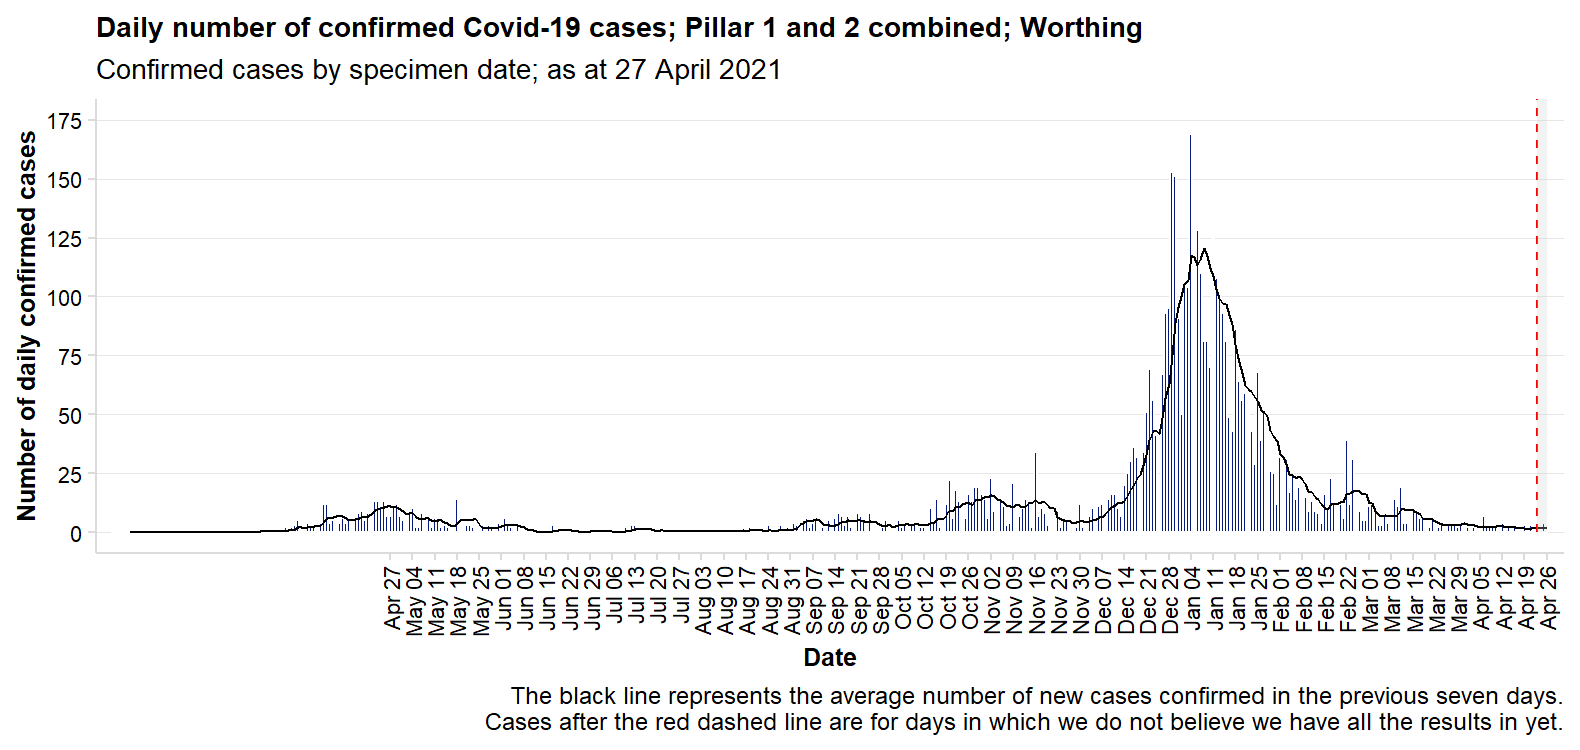 Daily number of confirmed Covid-19 cases; Pillar 1 and 2 combined; Worthing
Confirmed cases by specimen date; as at 27 April 2021
Number of daily confirmed cases
175
150
125
100
75
50
25
0
Apr 27
May 04
May 11
May 18
May 25
Jun 01
Jun 08
Jun 15
Jun 22
Jun 29
Jul 06
Jul 13
Jul 20
Jul 27
Aug 03
Aug 10
Aug 17
Aug 24
Aug 31
Sep 07
Sep 14
Sep 21
Sep 28
Oct 05
Oct 12
Oct 19
Oct 26
Nov 02
Nov 09
Nov 16
Nov 23
Nov 30
Dec 07
Dec 14
Dec 21
Dec 28
Jan 04
Jan 11
Jan 18
Jan 25
Feb 01
Feb 08
Feb 15
Feb 22
Mar 01
Mar 08
Mar 15
Mar 22
Mar 29
Apr 05
Apr 12
Apr 19
Apr 26
Date
The black line represents the average number of new cases confirmed in the previous seven days.
Cases after the red dashed line are for days in which we do not believe we have all the results in yet.